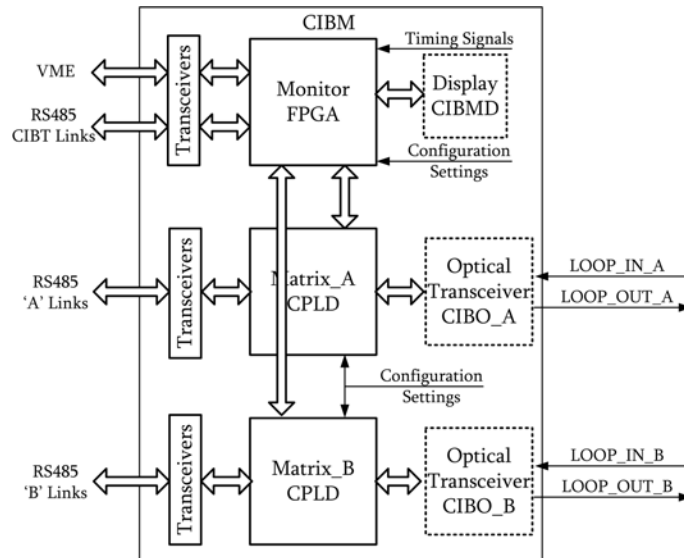 CIBM
Timing Signals
VME
RS485
CIBT Links
Transceivers
Monitor
FPGA
Display
CIBMD
Configuration
Settings
RS485
'A' Links
Transceivers
Matrix_A
CPLD
Optical
Transceiver
CIBO_A
LOOP_IN_A
LOOP_OUT_A
Configuration
Settings
RS485
'B' Links
Transceivers
Matrix_B
CPLD
Optical
Transceiver
CIBO_B
LOOP_IN_B
LOOP_OUT_B